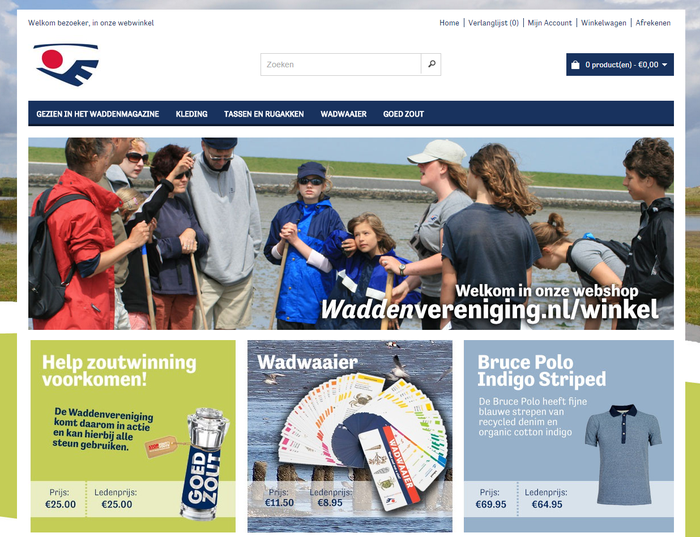 Welkom bezoeker, in onze webwinkel
Home | Verlanglijst (0) | Mijn Account | Winkelwagen | Afrekenen
Zoeken
0 product(en) - €0,00
GEZIEN IN HET WADDENMAGAZINE KLEDING TASSEN EN RUGAKKEN WADWAAIER GOED ZOUT
Welkom in onze webshop
Waddenvereniging.nl/winkel
Help zoutwinning
voorkomen!
De Waddenvereniging
komt daarom in actie
en kan hierbij alle
steun gebruiken.
GOED
ZOUT
Prijs: Ledenprijs:
€25.00 €25.00
Wadwaaier
WADWAAIER
Prijs: Ledenprijs:
€11.50 €8.95
Bruce Polo
Indigo Striped
De Bruce Polo heeft fijne
blauwe strepen van
recycled denim en
organic cotton indigo
Prijs: Ledenprijs:
€69.95 €64.95